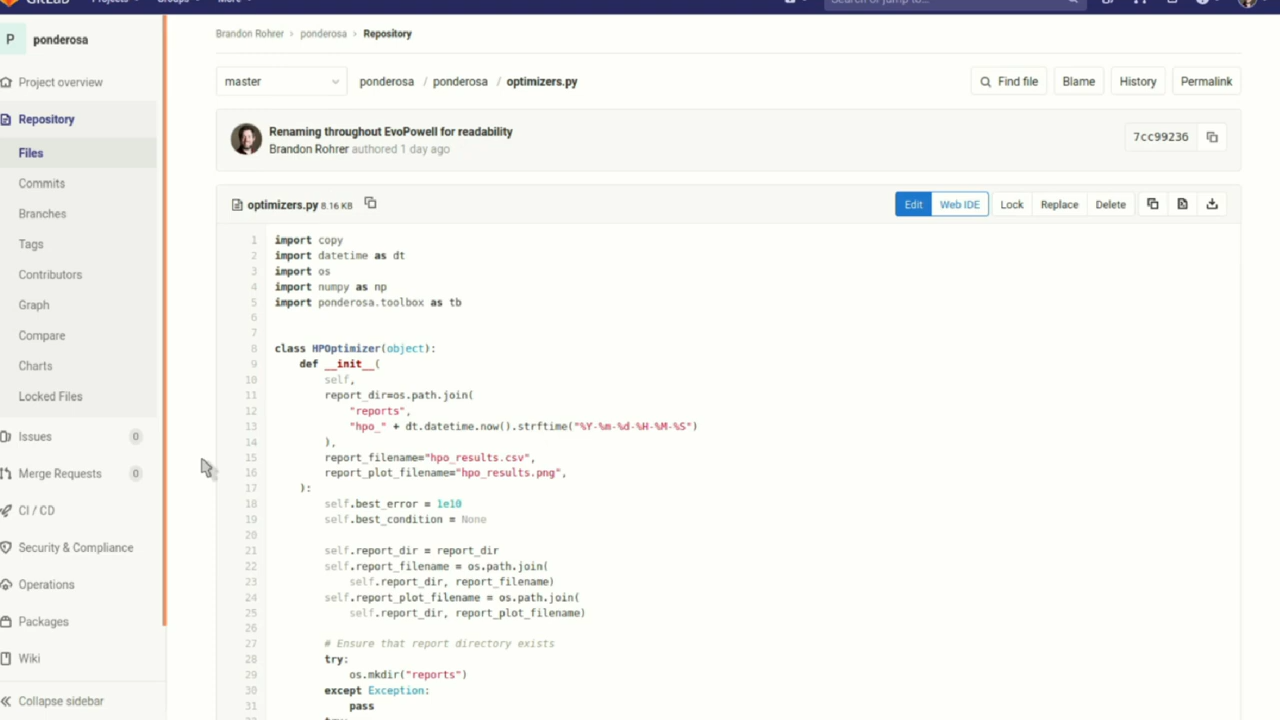 GitLab Projects Groups More Search or jump to...
P ponderosa
Project overview
Repository
Files
Commits
Branches
Tags
Contributors
Graph
Compare
Charts
Locked Files
Issues 0
Merge Requests 0
CI / CD
Security & Compliance
Operations
Packages
Wiki
Collapse sidebar
Brandon Rohrer > ponderosa > Repository
master ponderosa / ponderosa / optimizers.py Find file Blame History Permalink
Renaming throughout EvoPowell for readability
Brandon Rohrer authored 1 day ago
7cc99236
optimizers.py 8.16 KB Edit Web IDE Lock Replace Delete
1 import copy
2 import datetime as dt
3 import os
4 import numpy as np
5 import ponderosa.toolbox as tb
6
7
8 class HPOptimizer(object):
9 def __init__(
10 self,
11 report_dir=os.path.join(
12 "reports",
13 "hpo_" + dt.datetime.now().strftime("%Y-%m-%d-%H-%M-%S")
14 ),
15 report_filename="hpo_results.csv",
16 report_plot_filename="hpo_results.png",
17 ):
18 self.best_error = 1e10
19 self.best_condition = None
20
21 self.report_dir = report_dir
22 self.report_filename = os.path.join(
23 self.report_dir, report_filename)
24 self.report_plot_filename = os.path.join(
25 self.report_dir, report_plot_filename)
26
27 # Ensure that report directory exists
28 try:
29 os.mkdir("reports")
30 except Exception:
31 pass